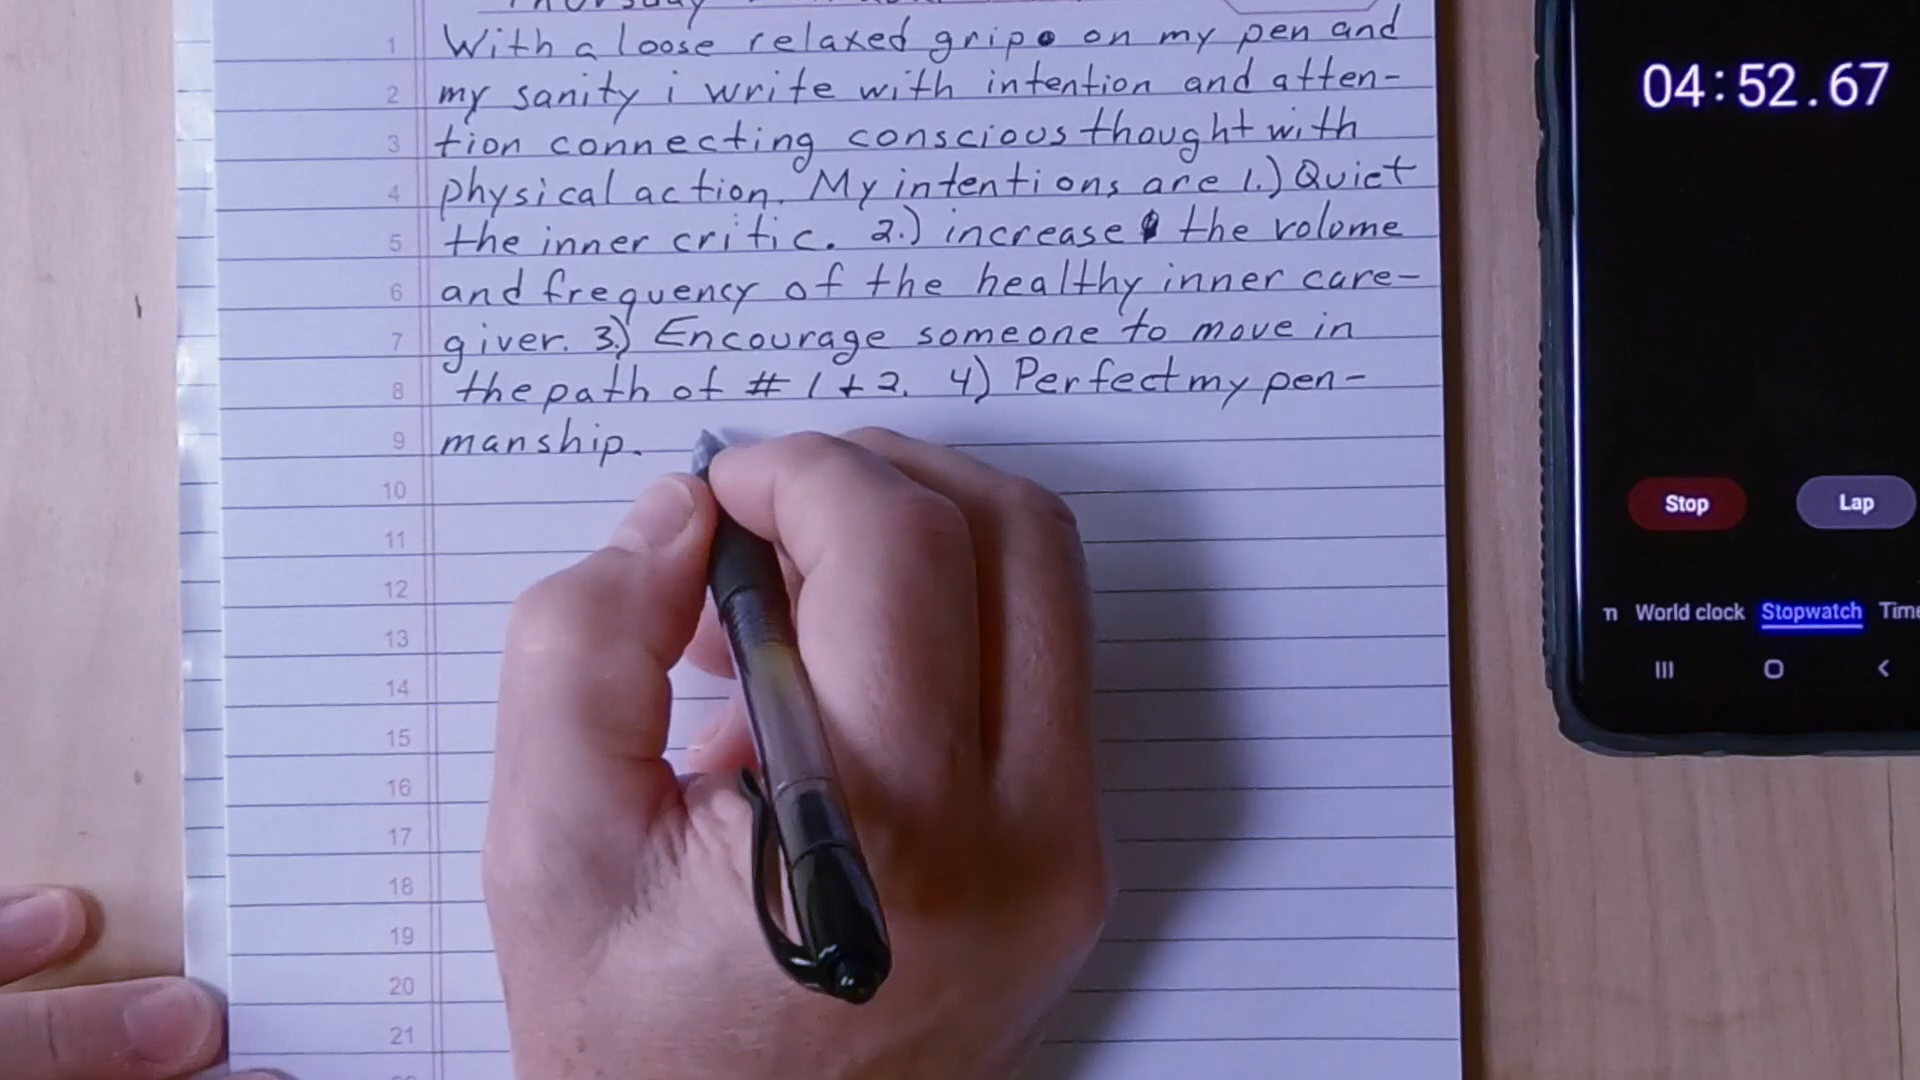 Thursday
1 With a loose relaxed grip on my pen and
2 my sanity i write with intention and atten-
3 tion connecting conscious thought with
4 physical action. My intentions are 1.) Quiet
5 the inner critic. 2.) increase the volome
6 and frequency of the healthy inner care-
7 giver. 3.) Encourage someone to move in
8 the path of # 1 + 2. 4) Perfect my pen-
9 manship.
10
11
12
13
14
15
16
17
18
19
20
21
04:52.67
Stop Lap
n World clock Stopwatch Time